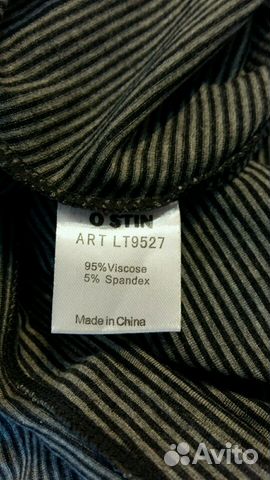 O'STIN
ART LT9527
95%Viscose
5% Spandex
Made in China
Avito